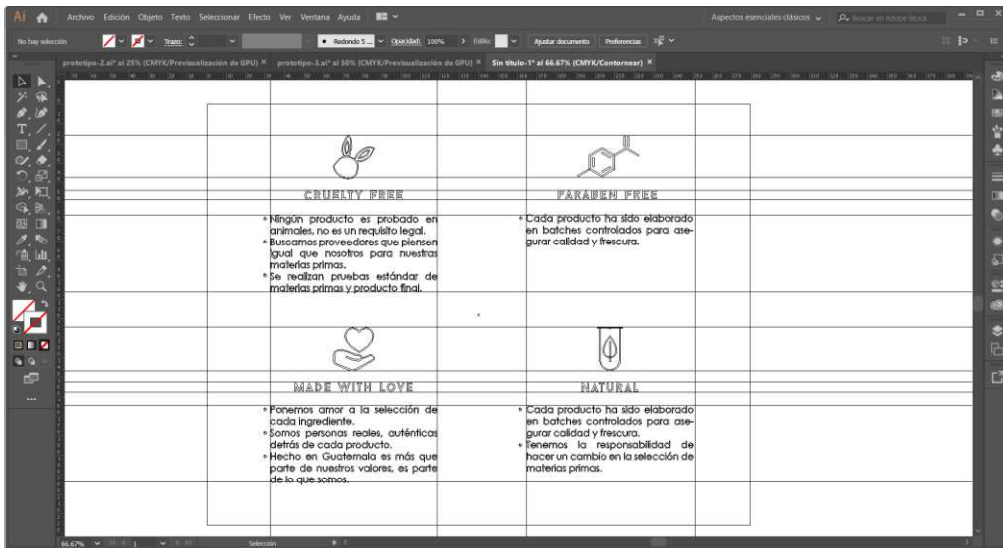 Ai Archivo Edición Objeto Texto Seleccionar Efecto Ver Ventana Ayuda
Aspectos esenciales clásicos
Buscar en Adobe Stock
No hay selección Trazo: Redondo 5 ... Opacidad: 100% Estilo: Ajustar documento Preferencias
prototipo-2.ai* al 25% (CMYK/Previsualización de GPU) × prototipo-3.ai* al 50% (CMYK/Previsualización de GPU) × Sin título-1* al 66.67% (CMYK/Contornear) ×
CRUELTY FREE
Ningún producto es probado en
animales, no es un requisito legal.
Buscamos proveedores que piensen
igual que nosotros para nuestras
materias primas.
Se realizan pruebas estándar de
materias primas y producto final.
PARABEN FREE
Cada producto ha sido elaborado
en batches controlados para ase-
gurar calidad y frescura.
MADE WITH LOVE
Ponemos amor a la selección de
cada ingrediente.
Somos personas reales, auténticas
detrás de cada producto.
Hecho en Guatemala es más que
parte de nuestros valores, es parte
de lo que somos.
NATURAL
Cada producto ha sido elaborado
en batches controlados para ase-
gurar calidad y frescura.
Tenemos la responsabilidad de
hacer un cambio en la selección de
materias primas.
66.67% 1 Selección